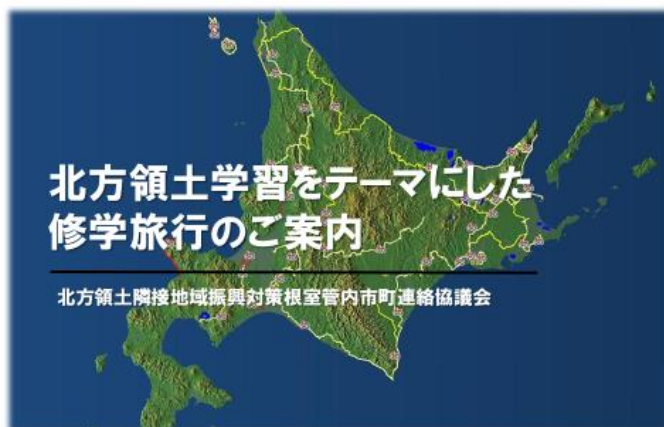 北方領土学習をテーマにした
修学旅行のご案内
北方領土隣接地域振興対策根室管内市町連絡協議会